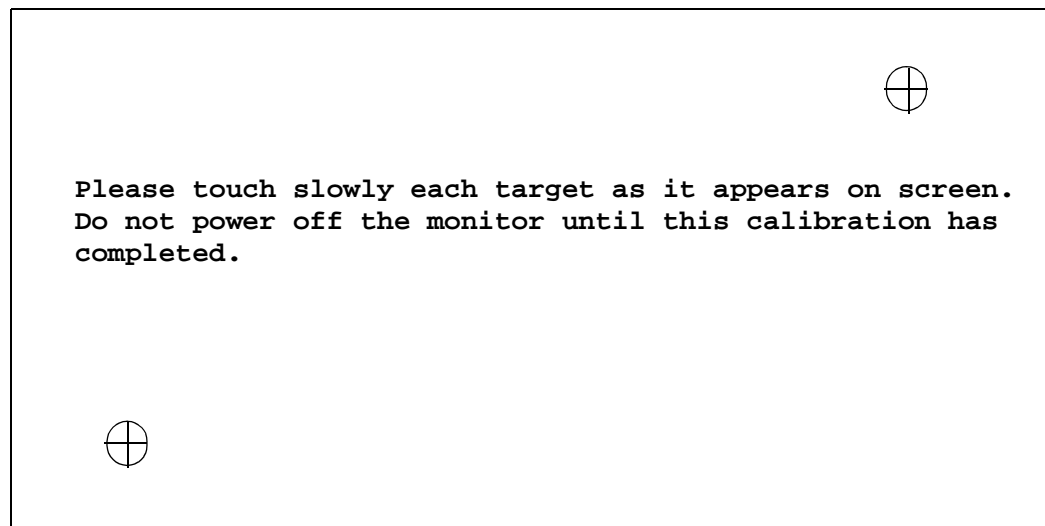 Please touch slowly each target as it appears on screen.
Do not power off the monitor until this calibration has
completed.